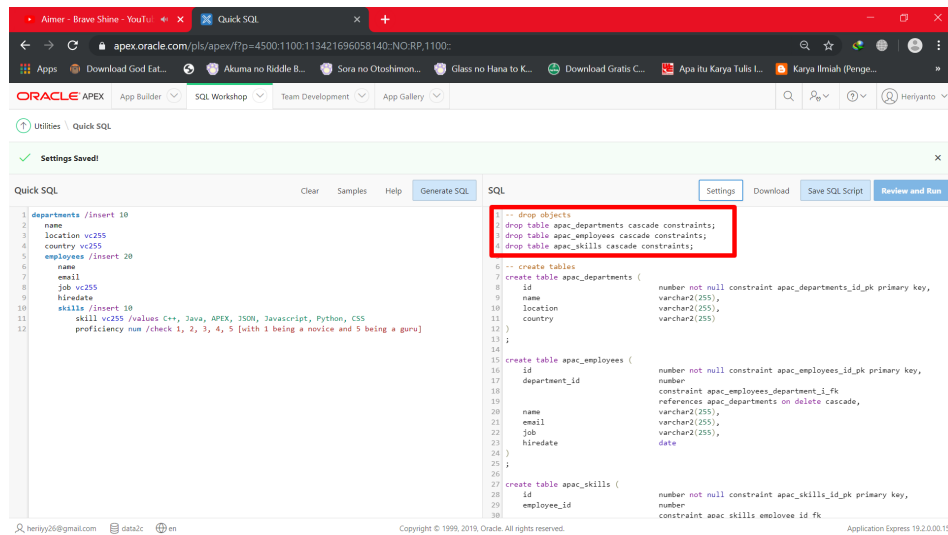 Aimer - Brave Shine - YouTu
Quick SQL
apex.oracle.com/pls/apex/f?p=4500:1100:113421696058140::NO:RP,1100::
Apps
Download God Eat...
Akuma no Riddle B...
Sora no Otoshimon...
Glass no Hana to K...
Download Gratis C...
Apa itu Karya Tulis I...
Karya Ilmiah (Penge...
»
ORACLE APEX
App Builder
SQL Workshop
Team Development
App Gallery
Heriyanto
Utilities \ Quick SQL
Settings Saved!
Quick SQL
Clear
Samples
Help
Generate SQL
1 departments /insert 10
2 name
3 location vc255
4 country vc255
5 employees /insert 20
6 name
7 email
8 job vc255
9 hiredate
10 skills /insert 10
11 skill vc255 /values C++, Java, APEX, JSON, Javascript, Python, CSS
12 proficiency num /check 1, 2, 3, 4, 5 [with 1 being a novice and 5 being a guru]
SQL
Settings
Download
Save SQL Script
Review and Run
1 -- drop objects
2 drop table apac_departments cascade constraints;
3 drop table apac_employees cascade constraints;
4 drop table apac_skills cascade constraints;
6 -- create tables
7 create table apac_departments (
8 id number not null constraint apac_departments_id_pk primary key,
9 name varchar2(255),
10 location varchar2(255),
11 country varchar2(255)
12 )
13 ;
14
15 create table apac_employees (
16 id number not null constraint apac_employees_id_pk primary key,
17 department_id number
18 constraint apac_employees_department_i_fk
19 references apac_departments on delete cascade,
20 name varchar2(255),
21 email varchar2(255),
22 job varchar2(255),
23 hiredate date
24 )
25 ;
26
27 create table apac_skills (
28 id number not null constraint apac_skills_id_pk primary key,
29 employee_id number
30 constraint apac_skills_employee_id_fk
heriiyy26@gmail.com
data2c
en
Copyright © 1999, 2019, Oracle. All rights reserved.
Application Express 19.2.0.00.15